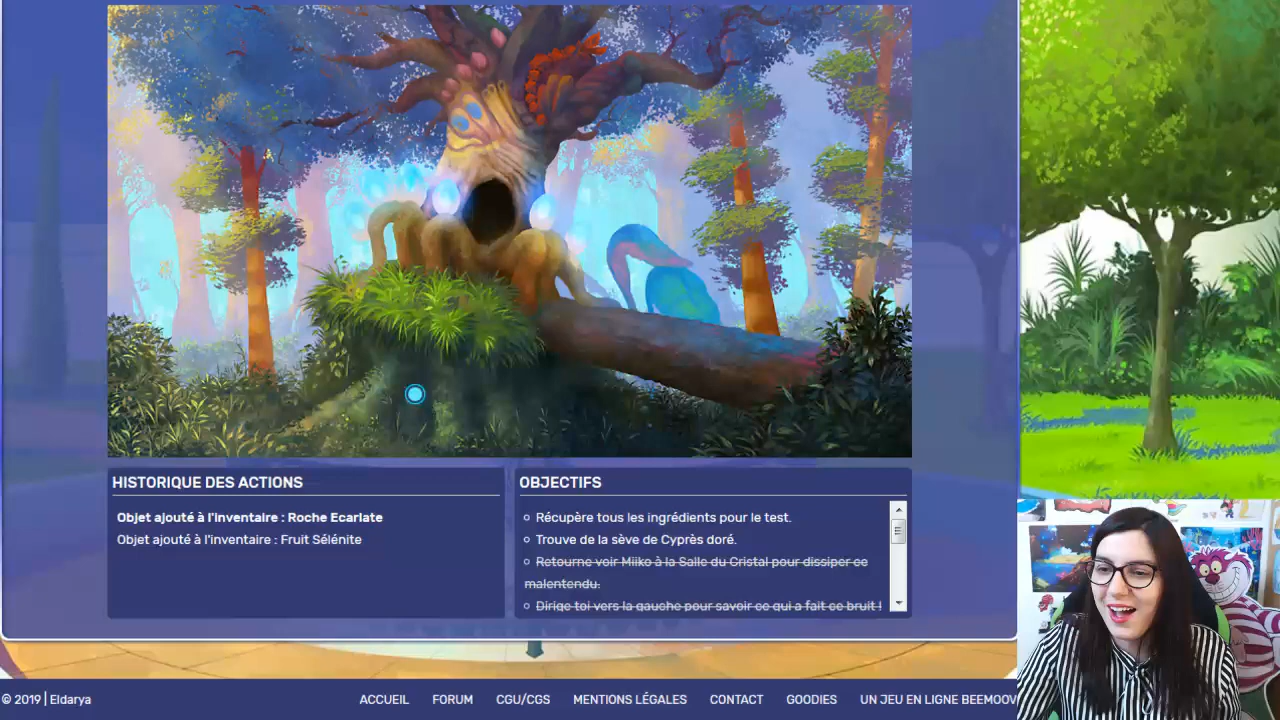 HISTORIQUE DES ACTIONS
Objet ajouté à l'inventaire : Roche Ecarlate
Objet ajouté à l'inventaire : Fruit Sélénite
OBJECTIFS
Récupère tous les ingrédients pour le test.
Trouve de la sève de Cyprès doré.
Retourne voir Miiko à la Salle du Cristal pour dissiper ce
malentendu.
Dirige toi vers la gauche pour savoir ce qui a fait ce bruit !
© 2019 | Eldarya
ACCUEIL
FORUM
CGU/CGS
MENTIONS LÉGALES
CONTACT
GOODIES
UN JEU EN LIGNE BEEMOOV